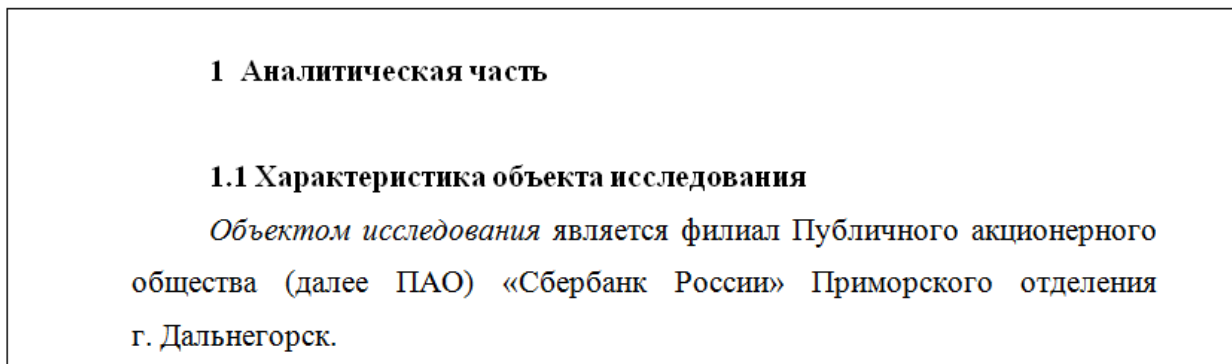 1 Аналитическая часть
1.1 Характеристика объекта исследования
Объектом исследования является филиал Публичного акционерного
общества (далее ПАО) «Сбербанк России» Приморского отделения
г. Дальнегорск.